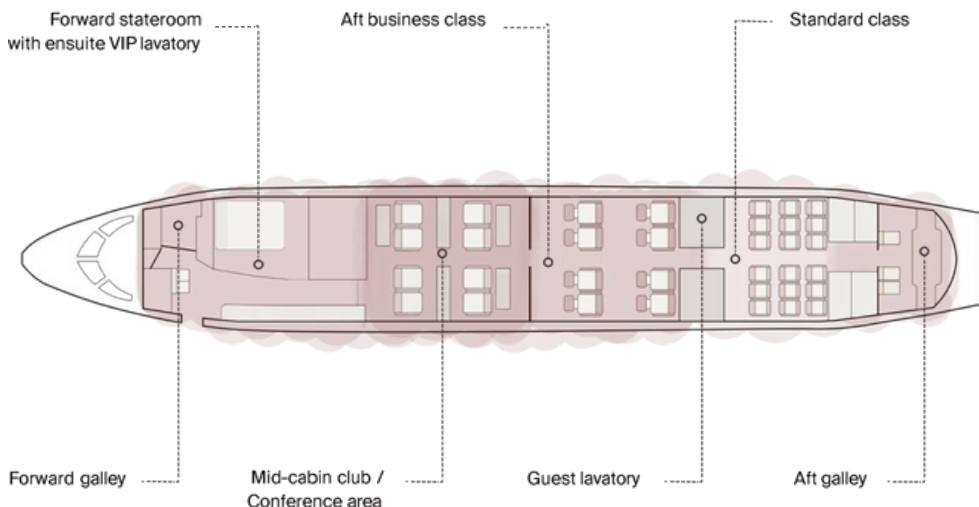 Forward stateroom
with ensuite VIP lavatory
Aft business class
Standard class
Forward galley
Mid-cabin club /
Conference area
Guest lavatory
Aft galley